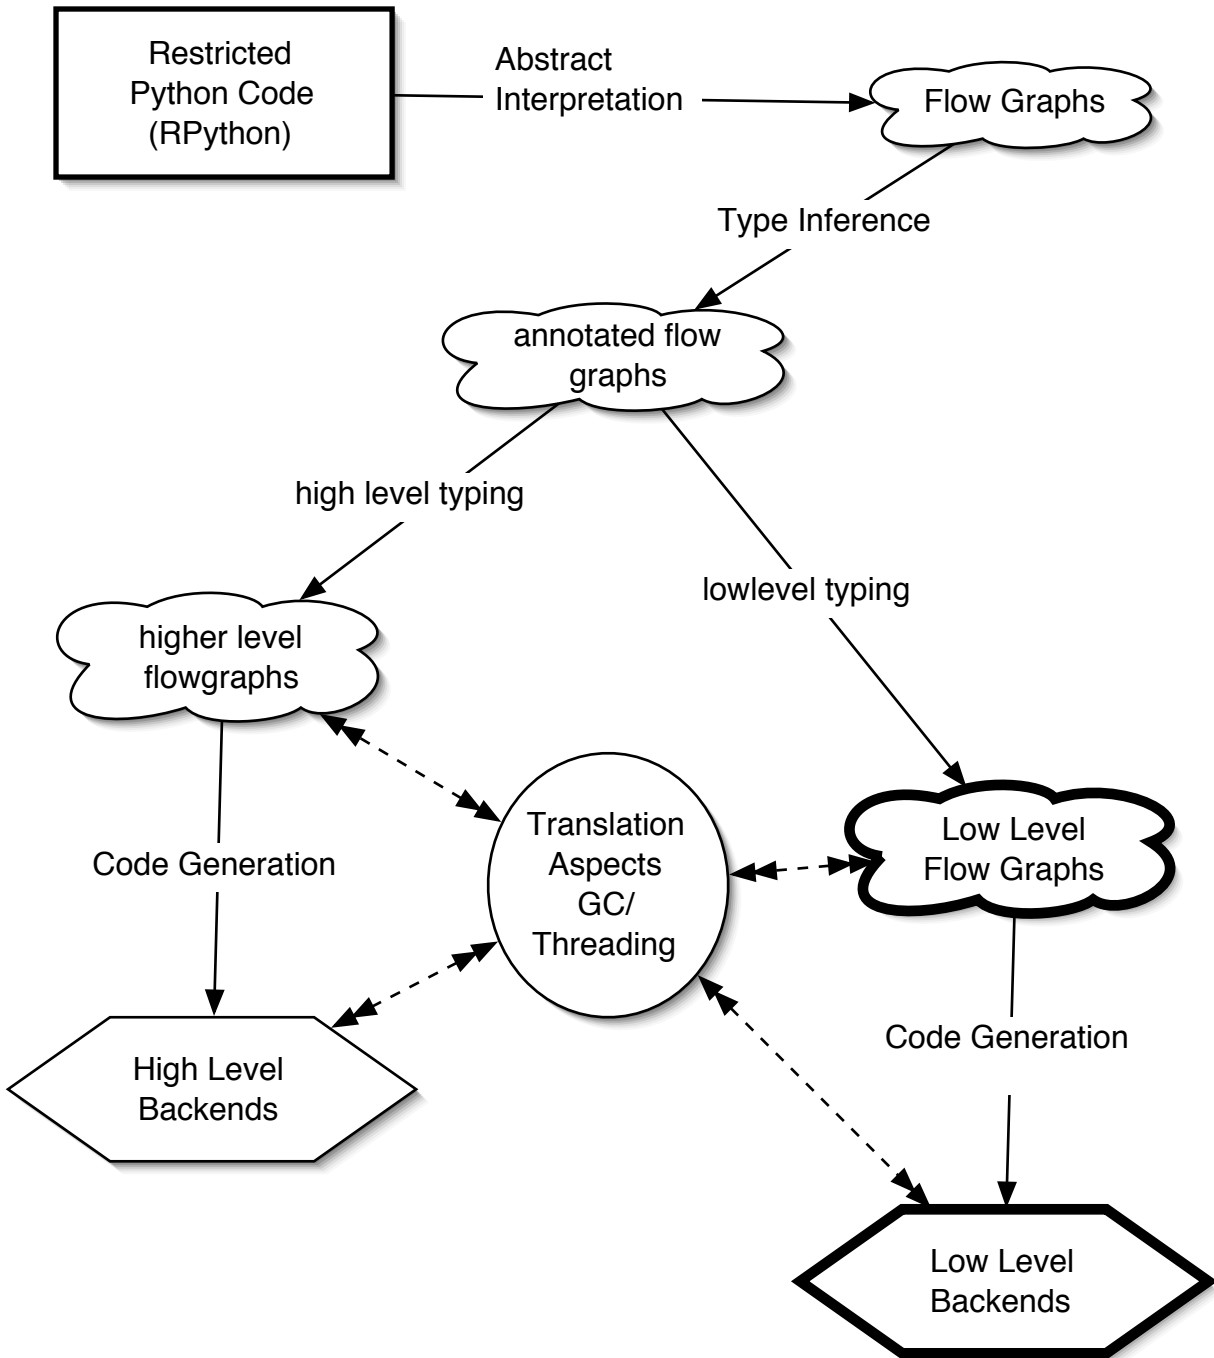 Restricted
Python Code
(RPython)
Abstract
Interpretation
Flow Graphs
Type Inference
annotated flow
graphs
high level typing
lowlevel typing
higher level
flowgraphs
Translation
Aspects
GC/
Threading
Low Level
Flow Graphs
Code Generation
Code Generation
High Level
Backends
Low Level
Backends